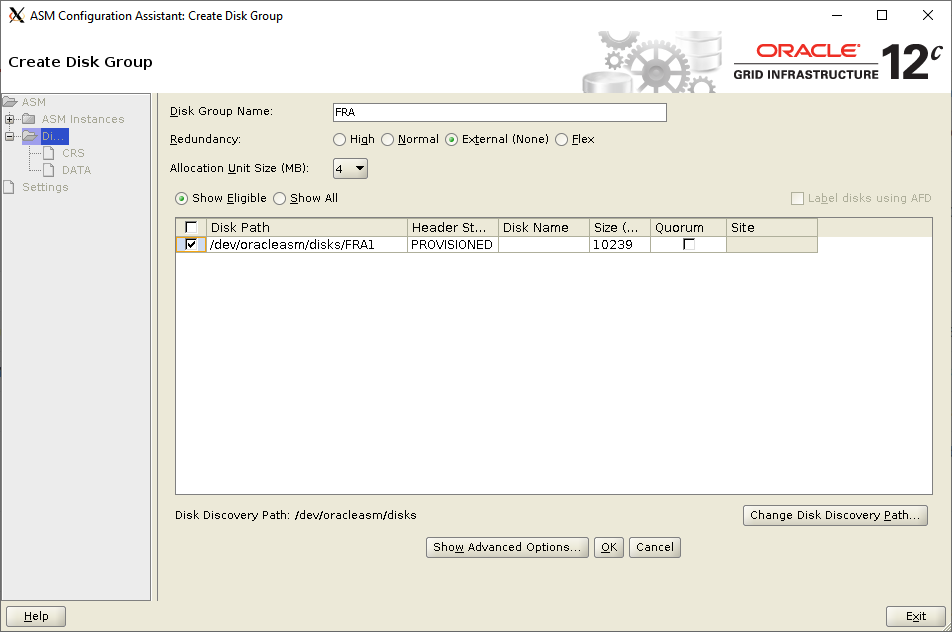 ASM Configuration Assistant: Create Disk Group
Create Disk Group
ORACLE
GRID INFRASTRUCTURE 12c
ASM
ASM Instances
Di...
CRS
DATA
Settings
Disk Group Name: FRA
Redundancy: High Normal External (None) Flex
Allocation Unit Size (MB): 4
Show Eligible Show All Label disks using AFD
Disk Path Header St... Disk Name Size (... Quorum Site
/dev/oracleasm/disks/FRA1 PROVISIONED 10239
Disk Discovery Path: /dev/oracleasm/disks Change Disk Discovery Path...
Show Advanced Options... OK Cancel
Help Exit